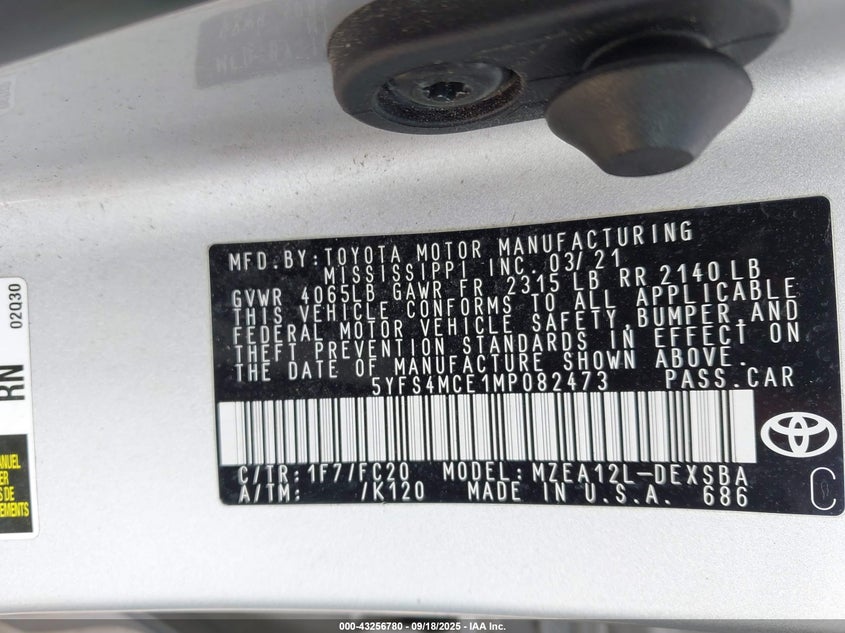 MFD.BY:TOYOTA MOTOR MANUFACTURING
MISSISSIPPI INC.03/21
GVWR 4065LB GAWR FR 2315 LB RR 2140LB
THIS VEHICLE CONFORMS TO ALL APPLICABLE
FEDERAL MOTOR VEHICLE SAFETY,BUMPER,AND
THEFT PREVENTION STANDARDS IN EFFECT ON
THE DATE OF MANUFACTURE SHOWN ABOVE.
5YFS4MCE1MP082473 PASS.CAR
C/TR:1F7/FC20 MODEL:MZEA12L-DEXSBA
A/TM: /K120 MADE IN U.S.A. 686
C
02Q30
RN
DE
000-43256780 - 09/18/2025 - IAA Inc.